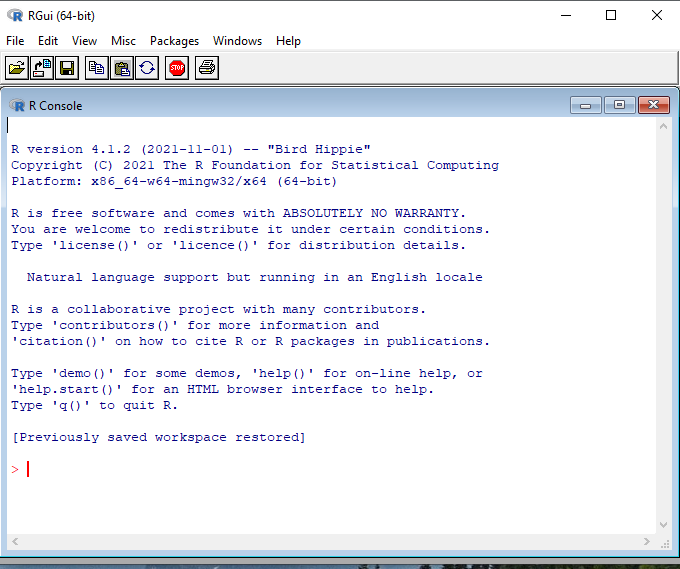 RGui (64-bit)
File Edit View Misc Packages Windows Help
STOP
R Console
R version 4.1.2 (2021-11-01) -- "Bird Hippie"
Copyright (C) 2021 The R Foundation for Statistical Computing
Platform: x86_64-w64-mingw32/x64 (64-bit)
R is free software and comes with ABSOLUTELY NO WARRANTY.
You are welcome to redistribute it under certain conditions.
Type 'license()' or 'licence()' for distribution details.
Natural language support but running in an English locale
R is a collaborative project with many contributors.
Type 'contributors()' for more information and
'citation()' on how to cite R or R packages in publications.
Type 'demo()' for some demos, 'help()' for on-line help, or
'help.start()' for an HTML browser interface to help.
Type 'q()' to quit R.
[Previously saved workspace restored]
>